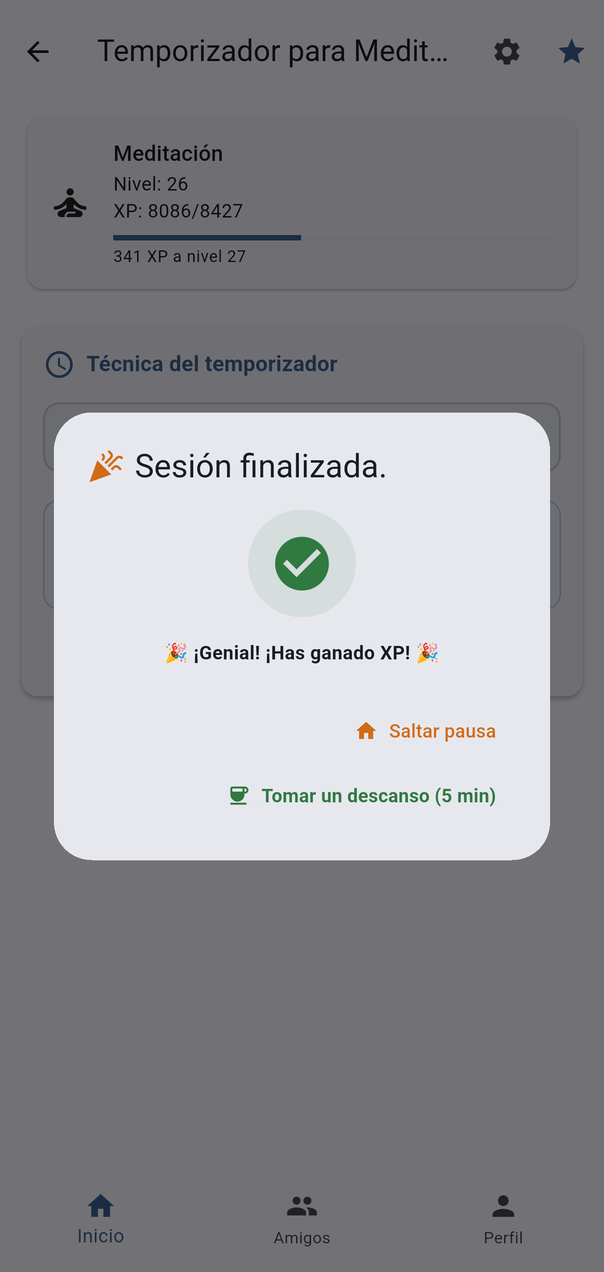 Temporizador para Medit...
Meditación
Nivel: 26
XP: 8086/8427
341 XP a nivel 27
Técnica del temporizador
Sesión finalizada.
🎉 ¡Genial! ¡Has ganado XP! 🎉
Saltar pausa
Tomar un descanso (5 min)
Inicio
Amigos
Perfil